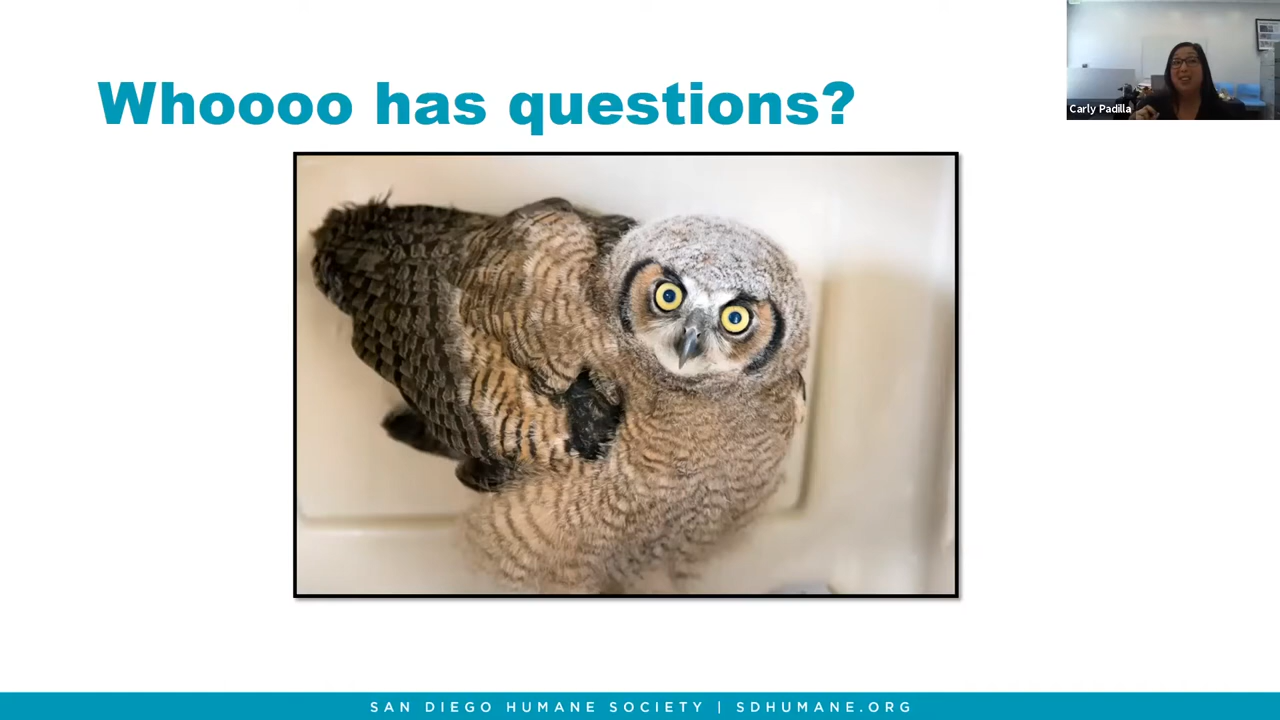 Whoooo has questions?
Carly Padilla
SAN DIEGO HUMANE SOCIETY | SDHUMANE.ORG